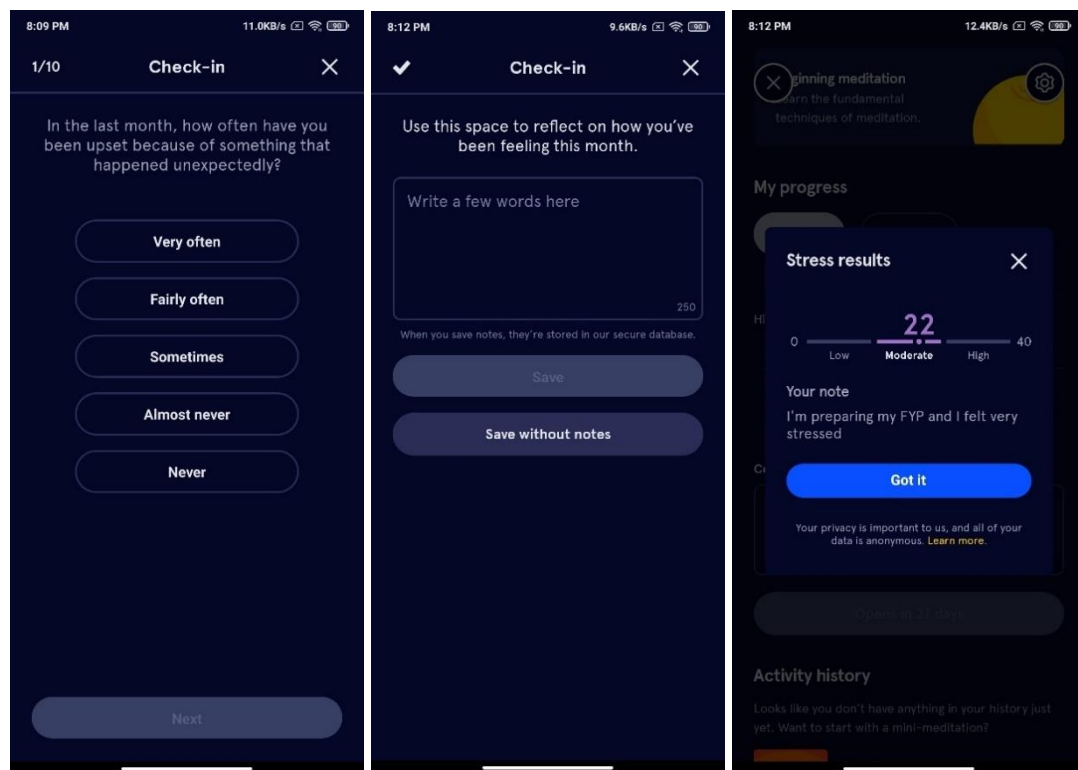 8:09 PM
11.0KB/s
90
1/10
Check-in
In the last month, how often have you
been upset because of something that
happened unexpectedly?
Very often
Fairly often
Sometimes
Almost never
Never
Next
8:12 PM
9.6KB/s
90
Check-in
Use this space to reflect on how you've
been feeling this month.
Write a few words here
250
When you save notes, they're stored in our secure database.
Save
Save without notes
8:12 PM
12.4KB/s
90
ginning meditation
earn the fundamental
techniques of meditation.
My progress
Stress results
22
0
40
Low
Moderate
High
Your note
I'm preparing my FYP and I felt very
stressed
Got it
Your privacy is important to us, and all of your
data is anonymous. Learn more.
Opens in 27 days
Activity history
Looks like you don't have anything in your history just
yet. Want to start with a mini-meditation?